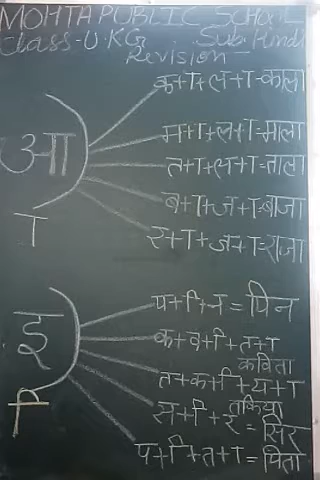 MOHTA PUBLIC SCHOOL
Class-U.KG Sub: Hindi
Revision
आ
ा
क+ा+ल+ा=काला
म+ा+ल+ा=माला
त+ा+ल+ा=ताला
ब+ा+ज+ा=बाजा
र+ा+ज+ा=राजा
इ
ि
प+ि+न=पिन
क+व+ि+त+ा
कविता
त+क+ि+य+ा
तकिया
स+ि+र=सिर
प+ि+त+ा=पिता